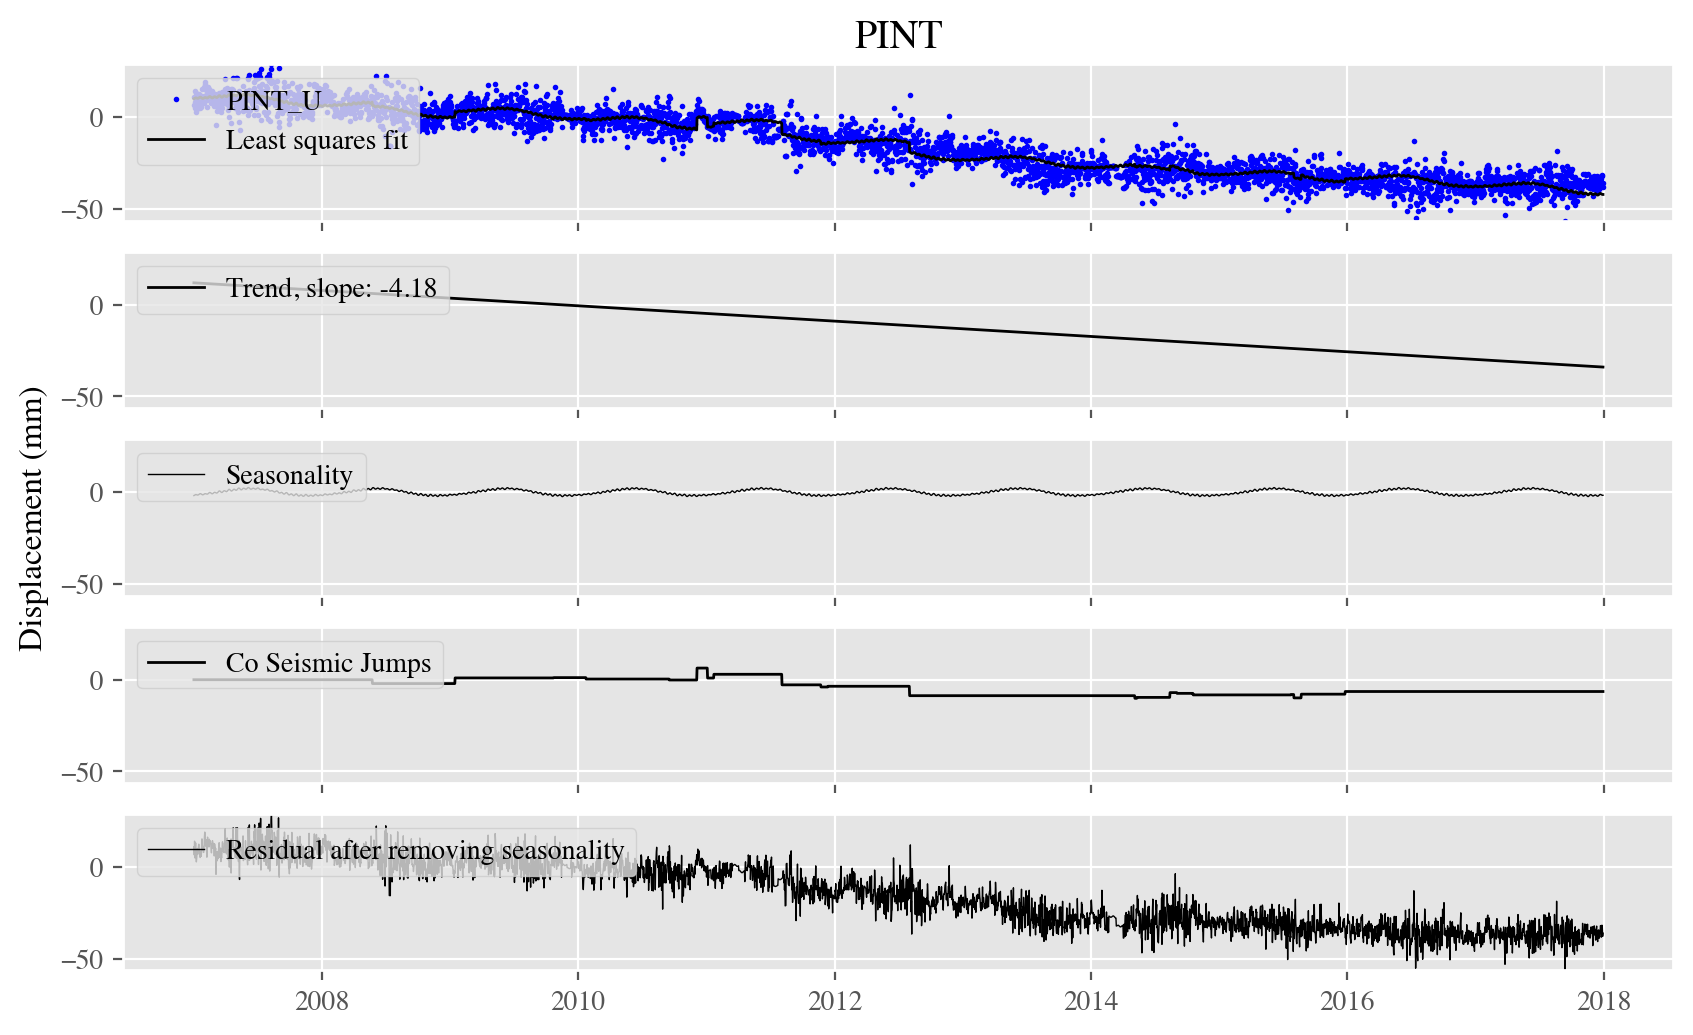 PINT
0
−50
PINT_U
Least squares fit
0
−50
Trend, slope: -4.18
Displacement (mm)
0
−50
Seasonality
0
−50
Co Seismic Jumps
0
−50
Residual after removing seasonality
2008 2010 2012 2014 2016 2018